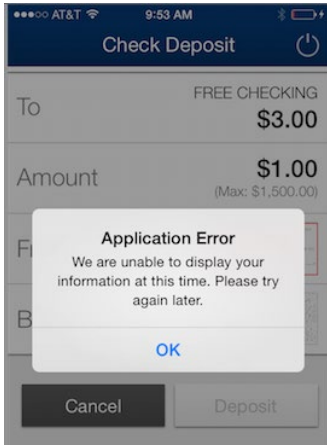 AT&T 9:53 AM
Check Deposit
To
FREE CHECKING
$3.00
Amount
$1.00
(Max: $1,500.00)
Application Error
We are unable to display your
information at this time. Please try
again later.
OK
Cancel
Deposit